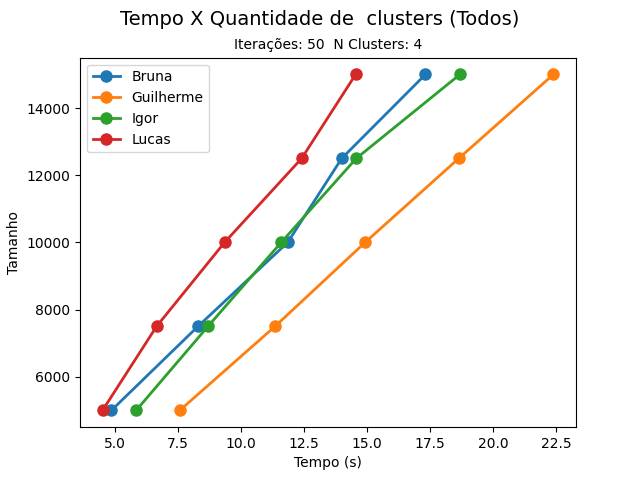 Tempo X Quantidade de  clusters (Todos)
Iterações: 50  N Clusters: 4
Bruna
Guilherme
Igor
Lucas
Tamanho
14000
12000
10000
8000
6000
5.0 7.5 10.0 12.5 15.0 17.5 20.0 22.5
Tempo (s)